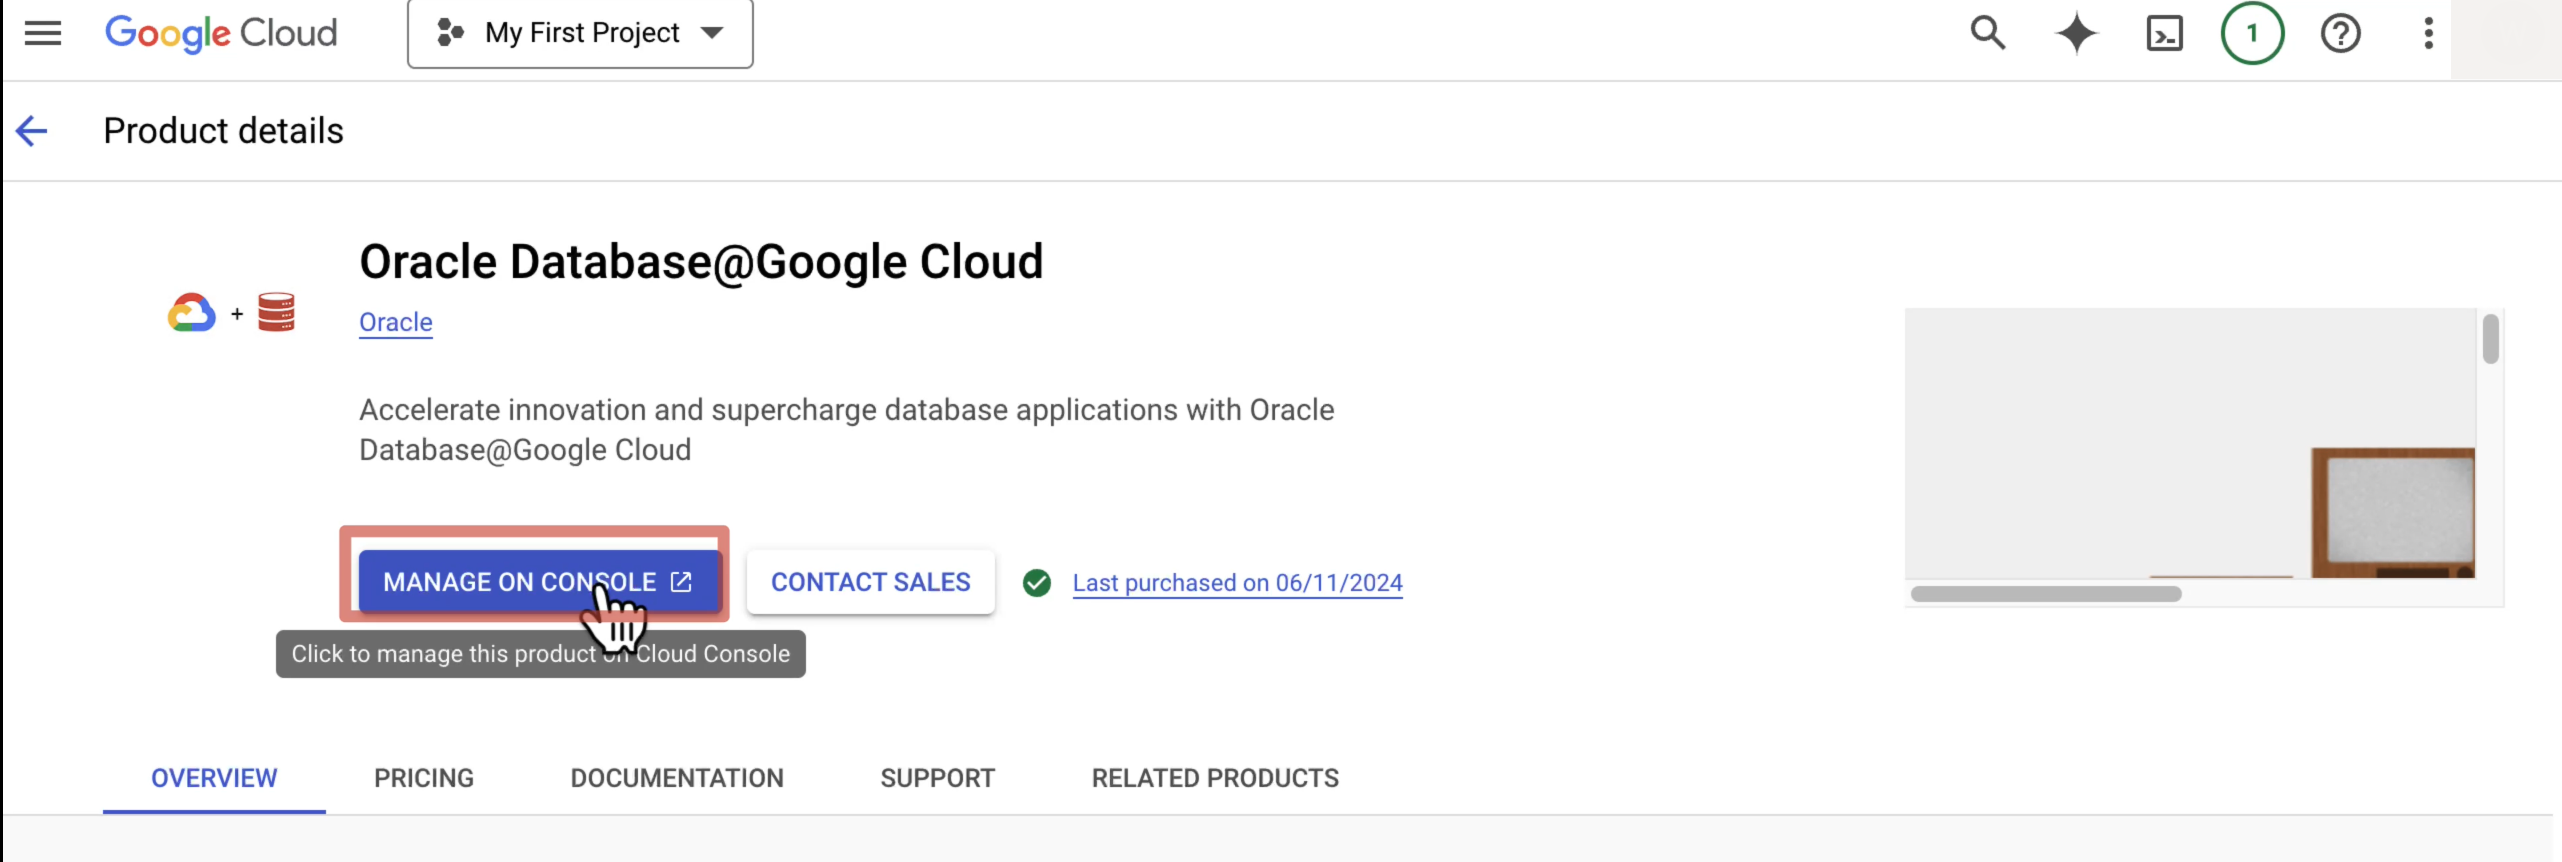 Google Cloud
My First Project
1
Product details
Oracle Database@Google Cloud
+
Oracle
Accelerate innovation and supercharge database applications with Oracle
Database@Google Cloud
MANAGE ON CONSOLE
CONTACT SALES
Last purchased on 06/11/2024
Click to manage this product on Cloud Console
OVERVIEW
PRICING
DOCUMENTATION
SUPPORT
RELATED PRODUCTS